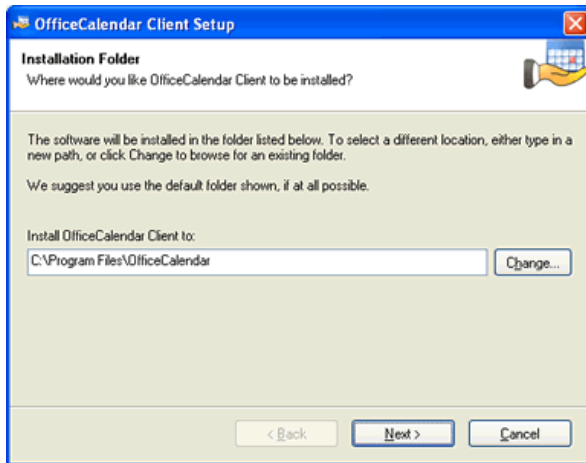 OfficeCalendar Client Setup
Installation Folder
Where would you like OfficeCalendar Client to be installed?
The software will be installed in the folder listed below. To select a different location, either type in a
new path, or click Change to browse for an existing folder.
We suggest you use the default folder shown, if at all possible.
Install OfficeCalendar Client to:
C:\Program Files\OfficeCalendar
Change...
< Back
Next >
Cancel